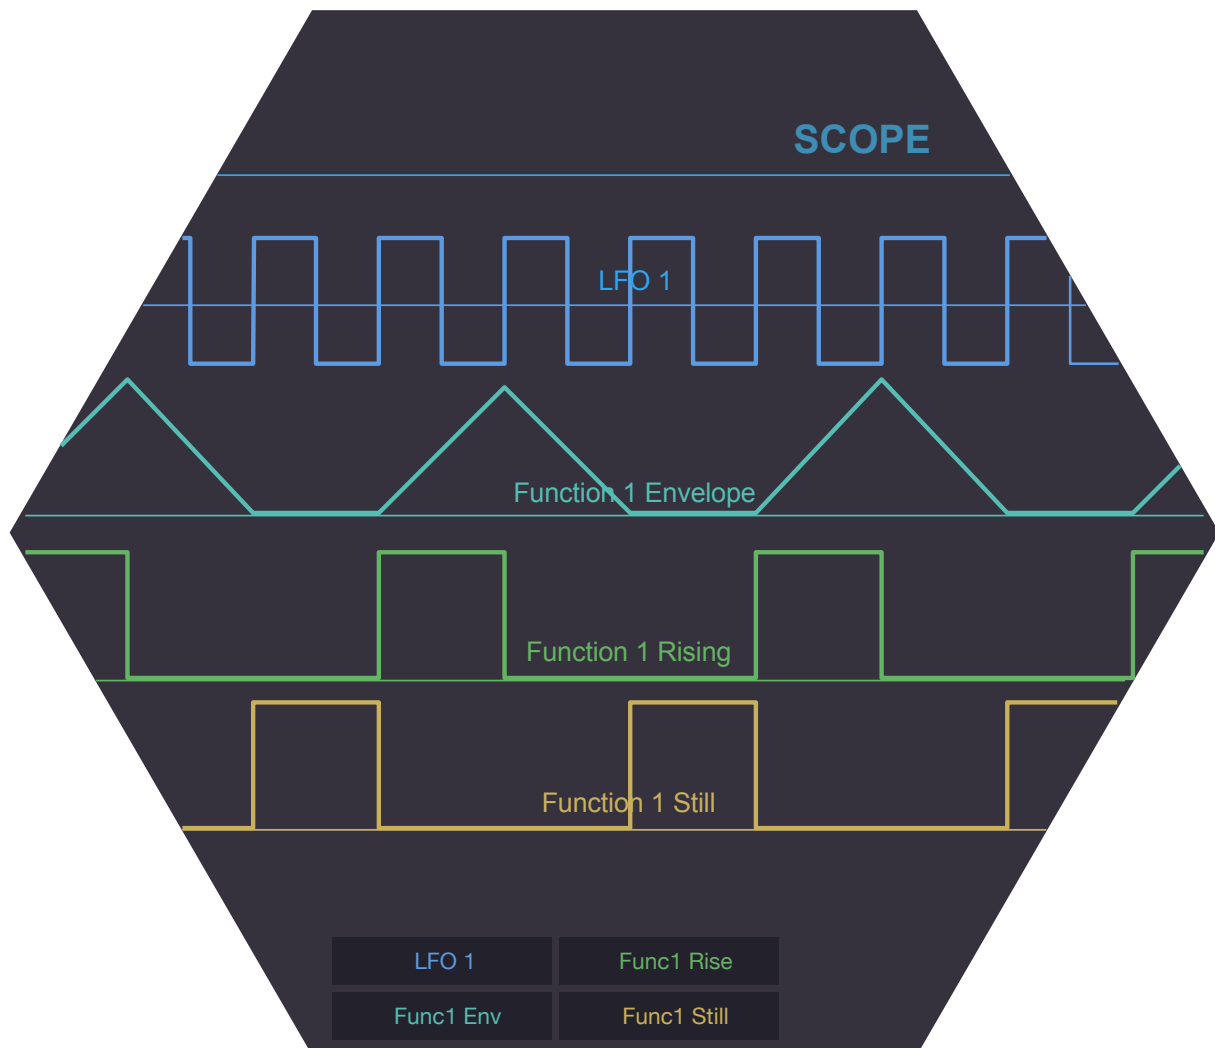 SCOPE
LFO 1
Function 1 Envelope
Function 1 Rising
Function 1 Still
LFO 1
Func1 Rise
Func1 Env
Func1 Still